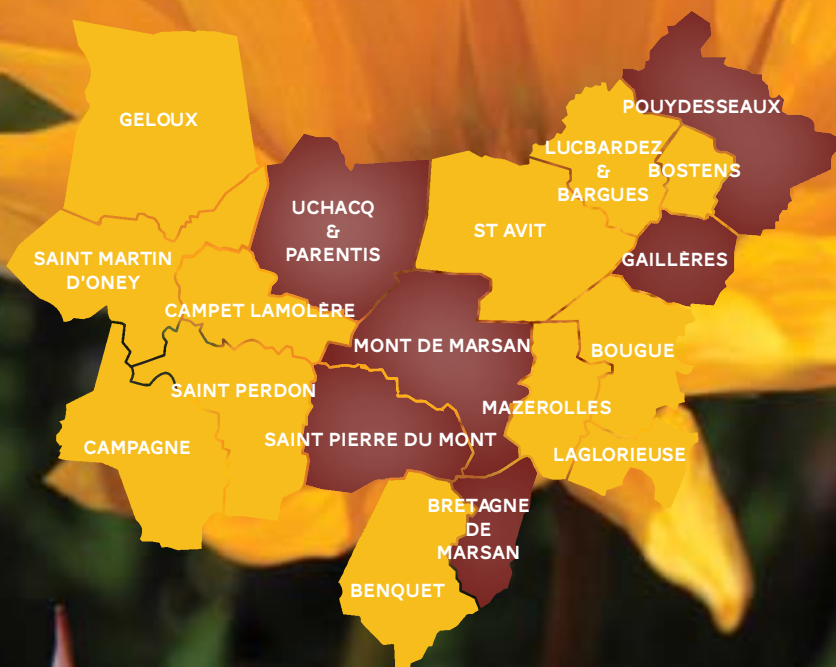 GELOUX
POUYDESSEAUX
LUCBARDEZ
&
BARGUES
BOSTENS
UCHACQ
&
PARENTIS
ST AVIT
SAINT MARTIN
D'ONEY
GAILLÈRES
CAMPET LAMOLÈRE
MONT DE MARSAN
BOUGUE
SAINT PERDON
MAZEROLLES
CAMPAGNE
SAINT PIERRE DU MONT
LAGLORIEUSE
BRETAGNE
DE
MARSAN
BENQUET